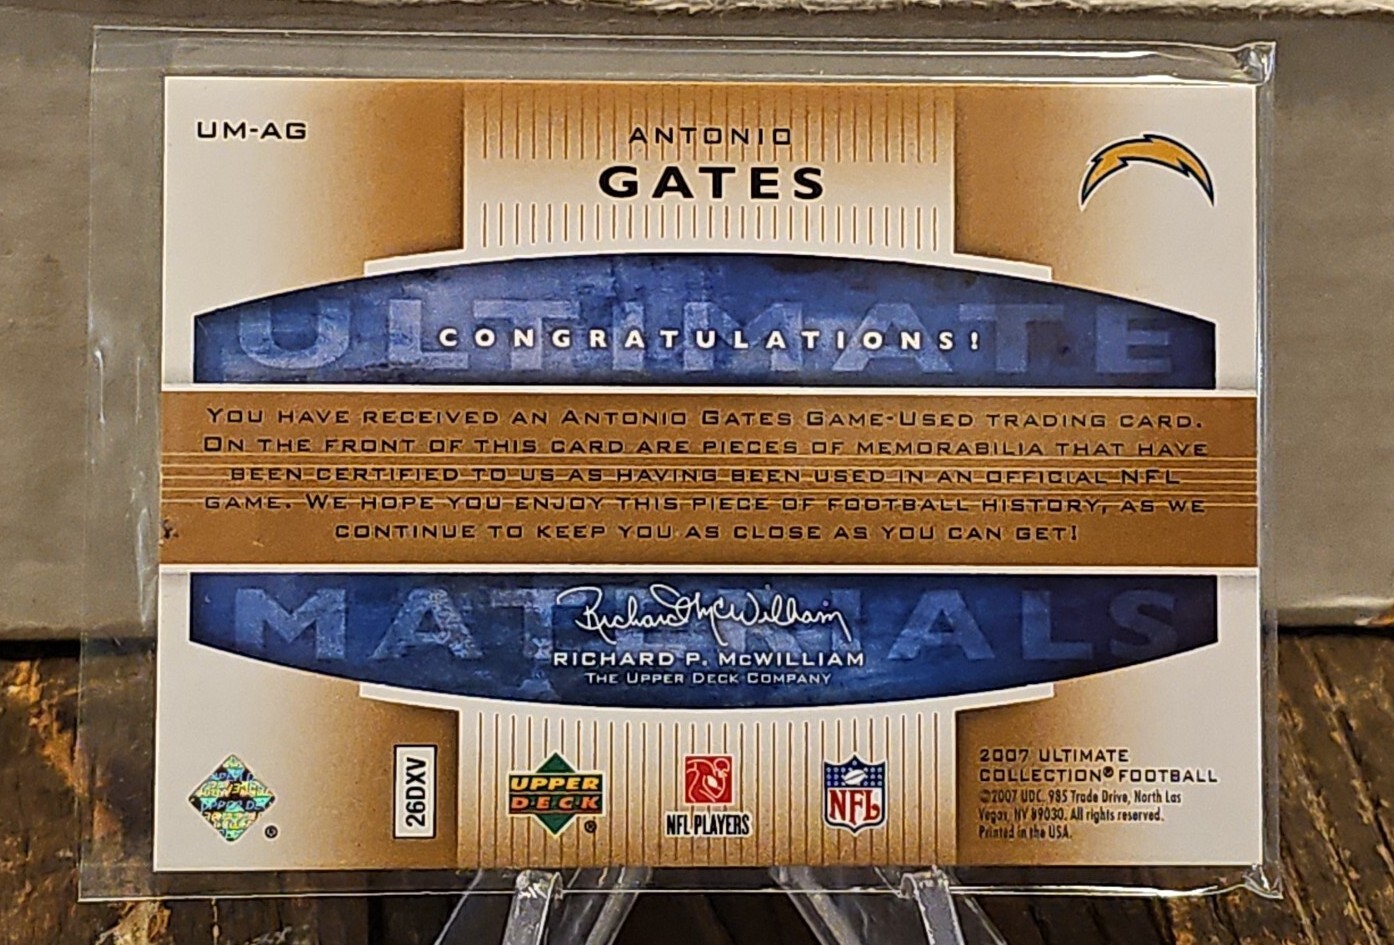 UM-AG
ANTONIO
GATES
ULTIMATE
CONGRATULATIONS!
YOU HAVE RECEIVED AN ANTONIO GATES GAME-USED TRADING CARD.
ON THE FRONT OF THIS CARD ARE PIECES OF MEMORABILIA THAT HAVE
BEEN CERTIFIED TO US AS HAVING BEEN USED IN AN OFFICIAL NFL
GAME. WE HOPE YOU ENJOY THIS PIECE OF FOOTBALL HISTORY, AS WE
CONTINUE TO KEEP YOU AS CLOSE AS YOU CAN GET!
MATERIALS
Richard McWilliam
RICHARD P. McWILLIAM
THE UPPER DECK COMPANY
®
26DXV
UPPER
DECK
®
NFL PLAYERS
NFL
2007 ULTIMATE
COLLECTION® FOOTBALL
©2007 UDC. 985 Trade Drive, North Las
Vegas, NV 89030. All rights reserved.
Printed in the USA.